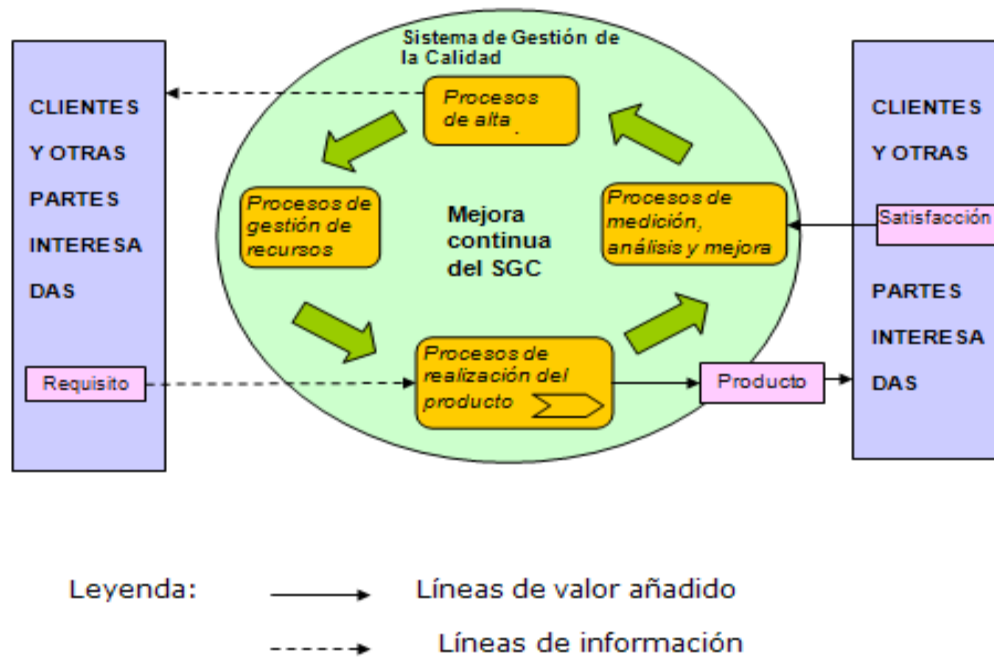 Sistema de Gestión de
la Calidad
CLIENTES
Y OTRAS
PARTES
INTERESA
DAS
Requisito
Procesos
de alta .
Procesos de
gestión de
recursos
Mejora
continua
del SGC
Procesos de
medición,
análisis y mejora
Procesos de
realización del
producto
Producto
CLIENTES
Y OTRAS
Satisfacción
PARTES
INTERESA
DAS
Leyenda:
Líneas de valor añadido
Líneas de información